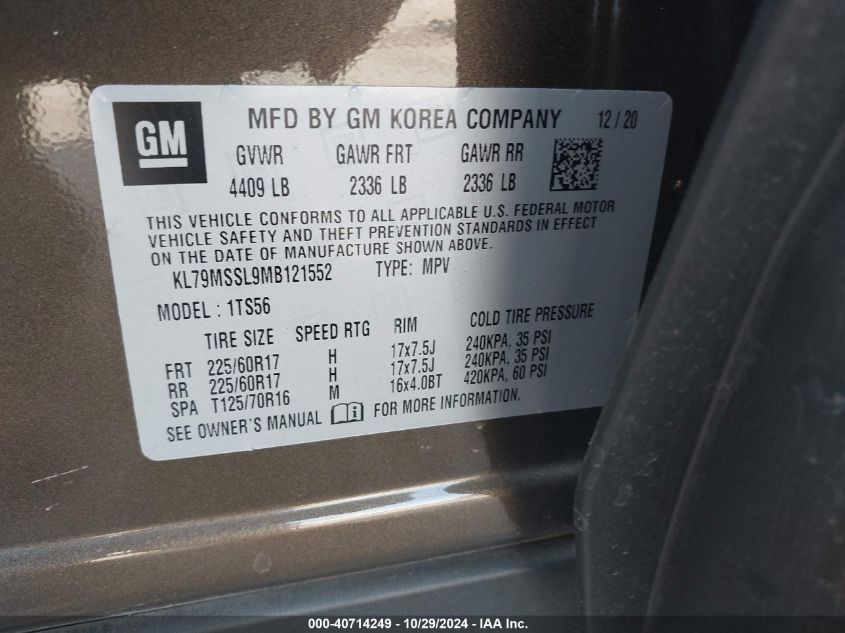 GM
MFD BY GM KOREA COMPANY 12/20
GVWR GAWR FRT GAWR RR
4409 LB 2336 LB 2336 LB
THIS VEHICLE CONFORMS TO ALL APPLICABLE U.S. FEDERAL MOTOR
VEHICLE SAFETY AND THEFT PREVENTION STANDARDS IN EFFECT
ON THE DATE OF MANUFACTURE SHOWN ABOVE.
KL79MSSL9MB121552 TYPE: MPV
MODEL : 1TS56
TIRE SIZE SPEED RTG RIM COLD TIRE PRESSURE
FRT 225/60R17 H 17x7.5J 240KPA, 35 PSI
RR 225/60R17 H 17x7.5J 240KPA, 35 PSI
SPA T125/70R16 M 16x4.0BT 420KPA, 60 PSI
SEE OWNER'S MANUAL FOR MORE INFORMATION.
000-40714249 - 10/29/2024 - IAA Inc.